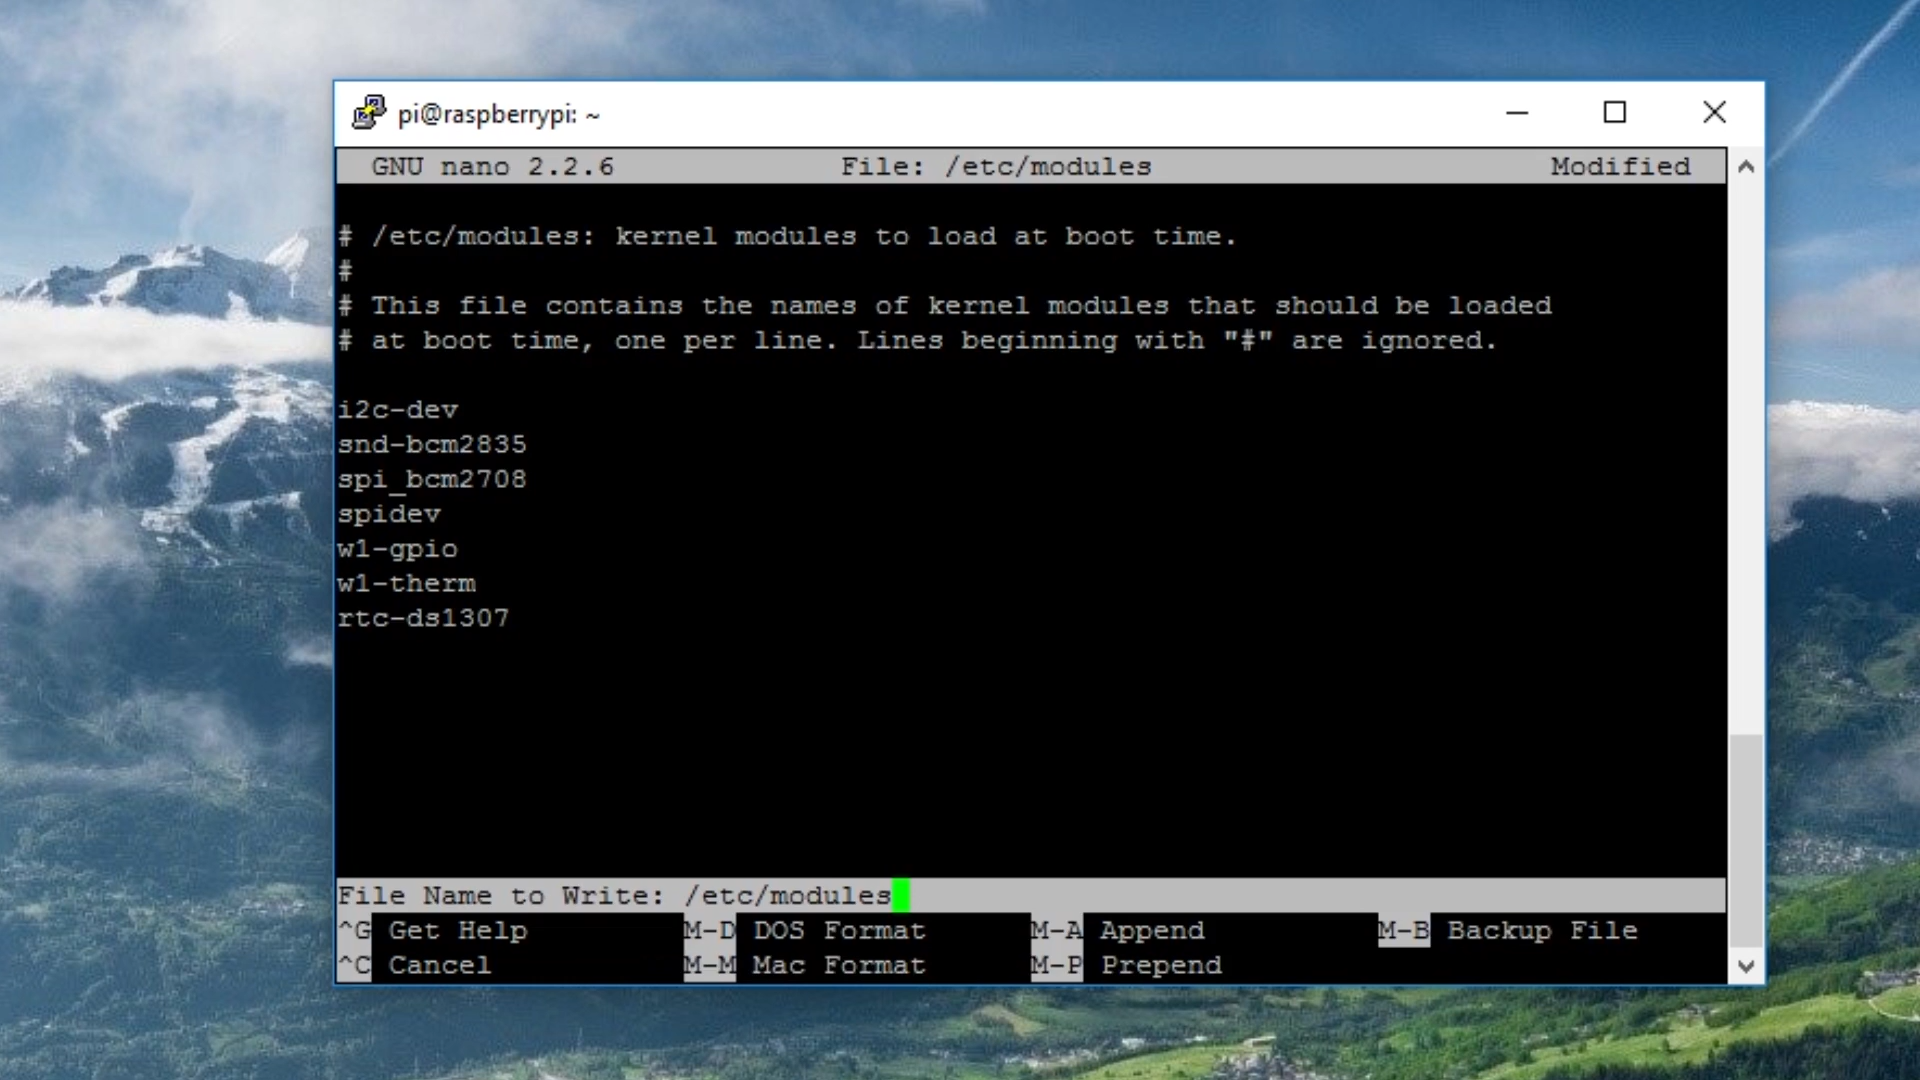 pi@raspberrypi: ~
GNU nano 2.2.6 File: /etc/modules Modified
# /etc/modules: kernel modules to load at boot time.
#
# This file contains the names of kernel modules that should be loaded
# at boot time, one per line. Lines beginning with "#" are ignored.
i2c-dev
snd-bcm2835
spi_bcm2708
spidev
w1-gpio
w1-therm
rtc-ds1307
File Name to Write: /etc/modules
^G Get Help M-D DOS Format M-A Append M-B Backup File
^C Cancel M-M Mac Format M-P Prepend